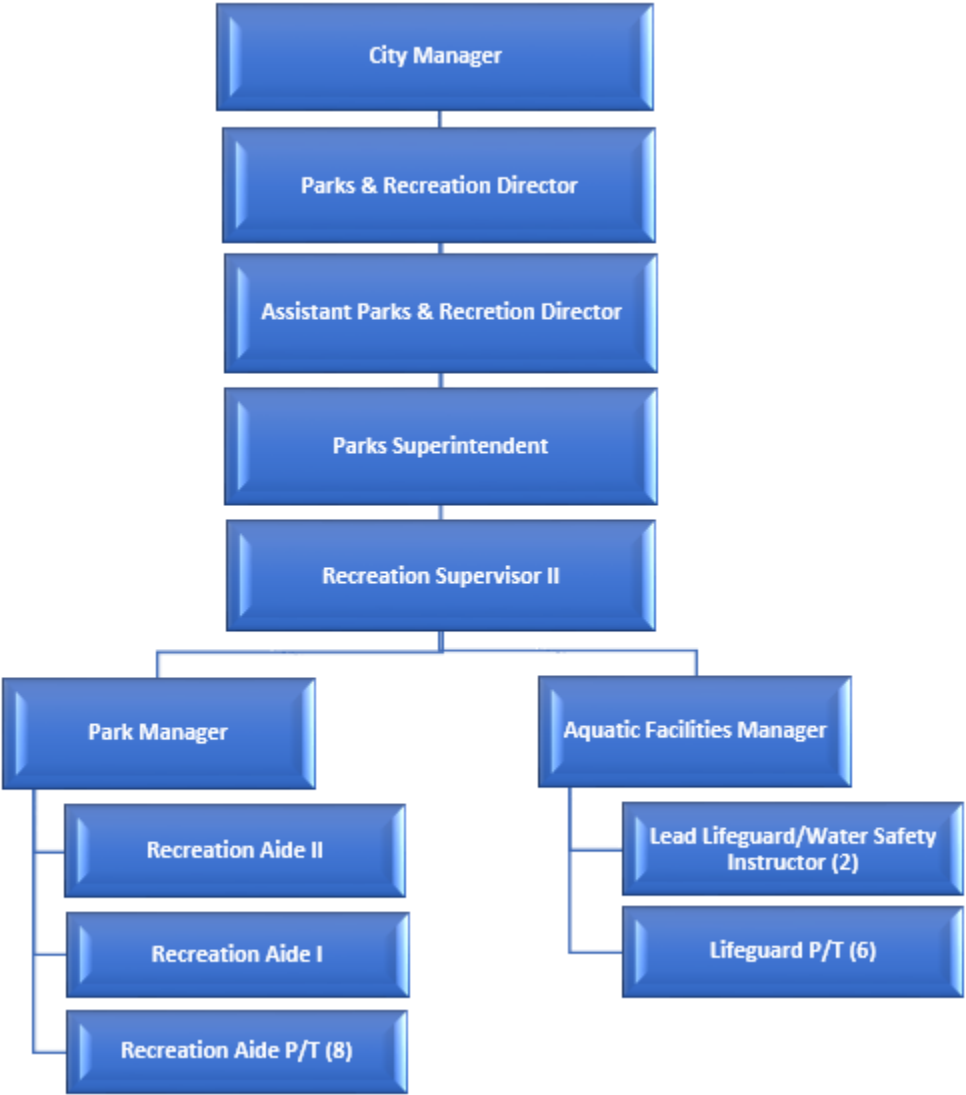 City Manager
Parks & Recreation Director
Assistant Parks & Recretion Director
Parks Superintendent
Recreation Supervisor II
Park Manager
Recreation Aide II
Recreation Aide I
Recreation Aide P/T (8)
Aquatic Facilities Manager
Lead Lifeguard/Water Safety
Instructor (2)
Lifeguard P/T (6)